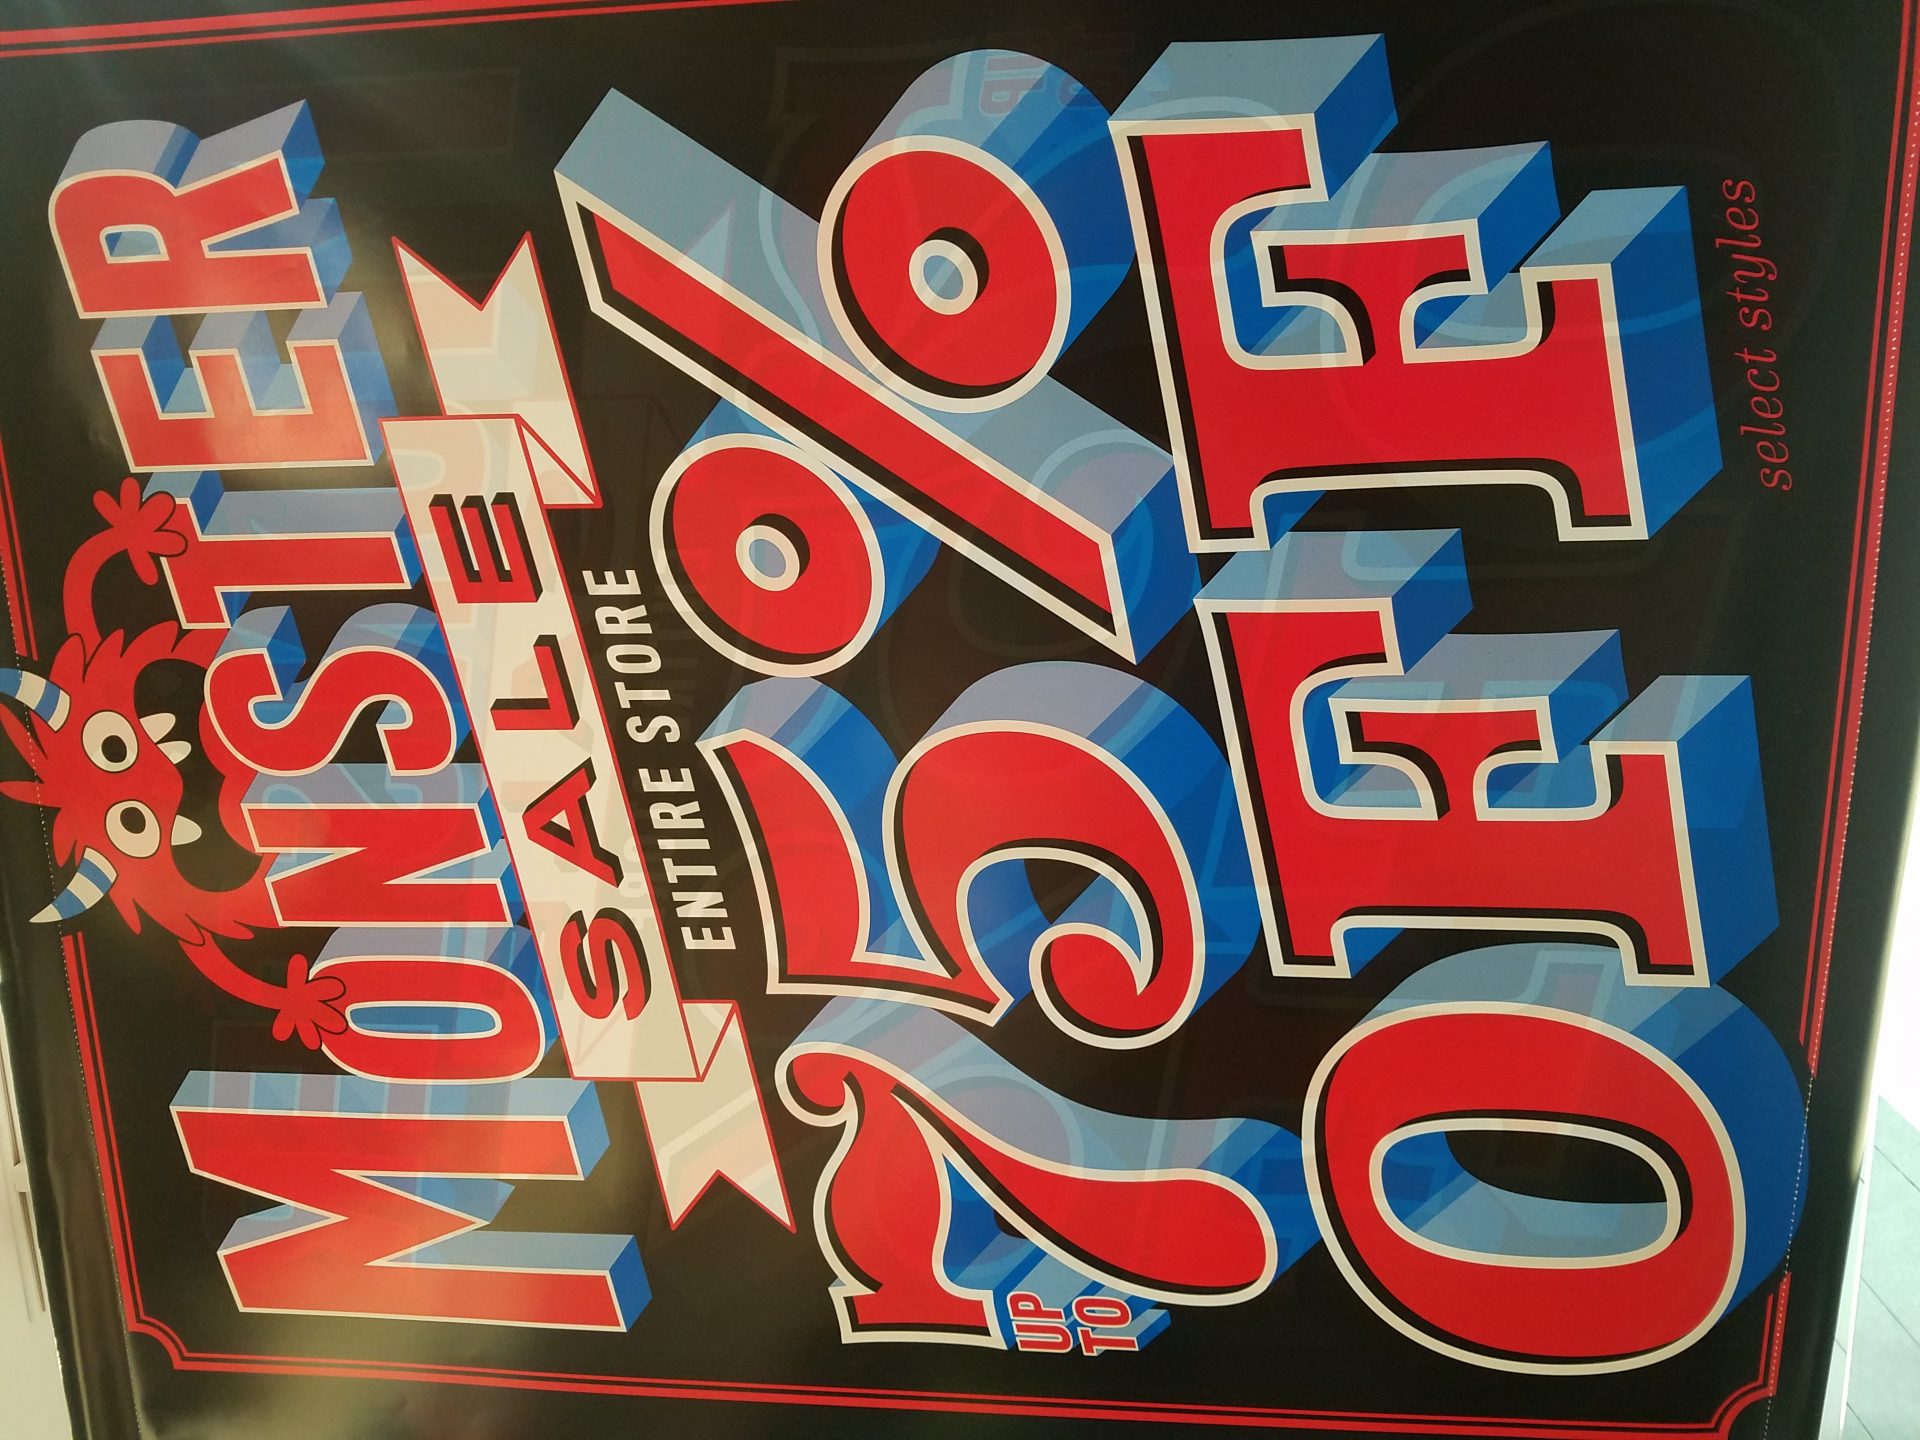 MONSTER
SALE
ENTIRE STORE
UP TO
75%
OFF
select styles